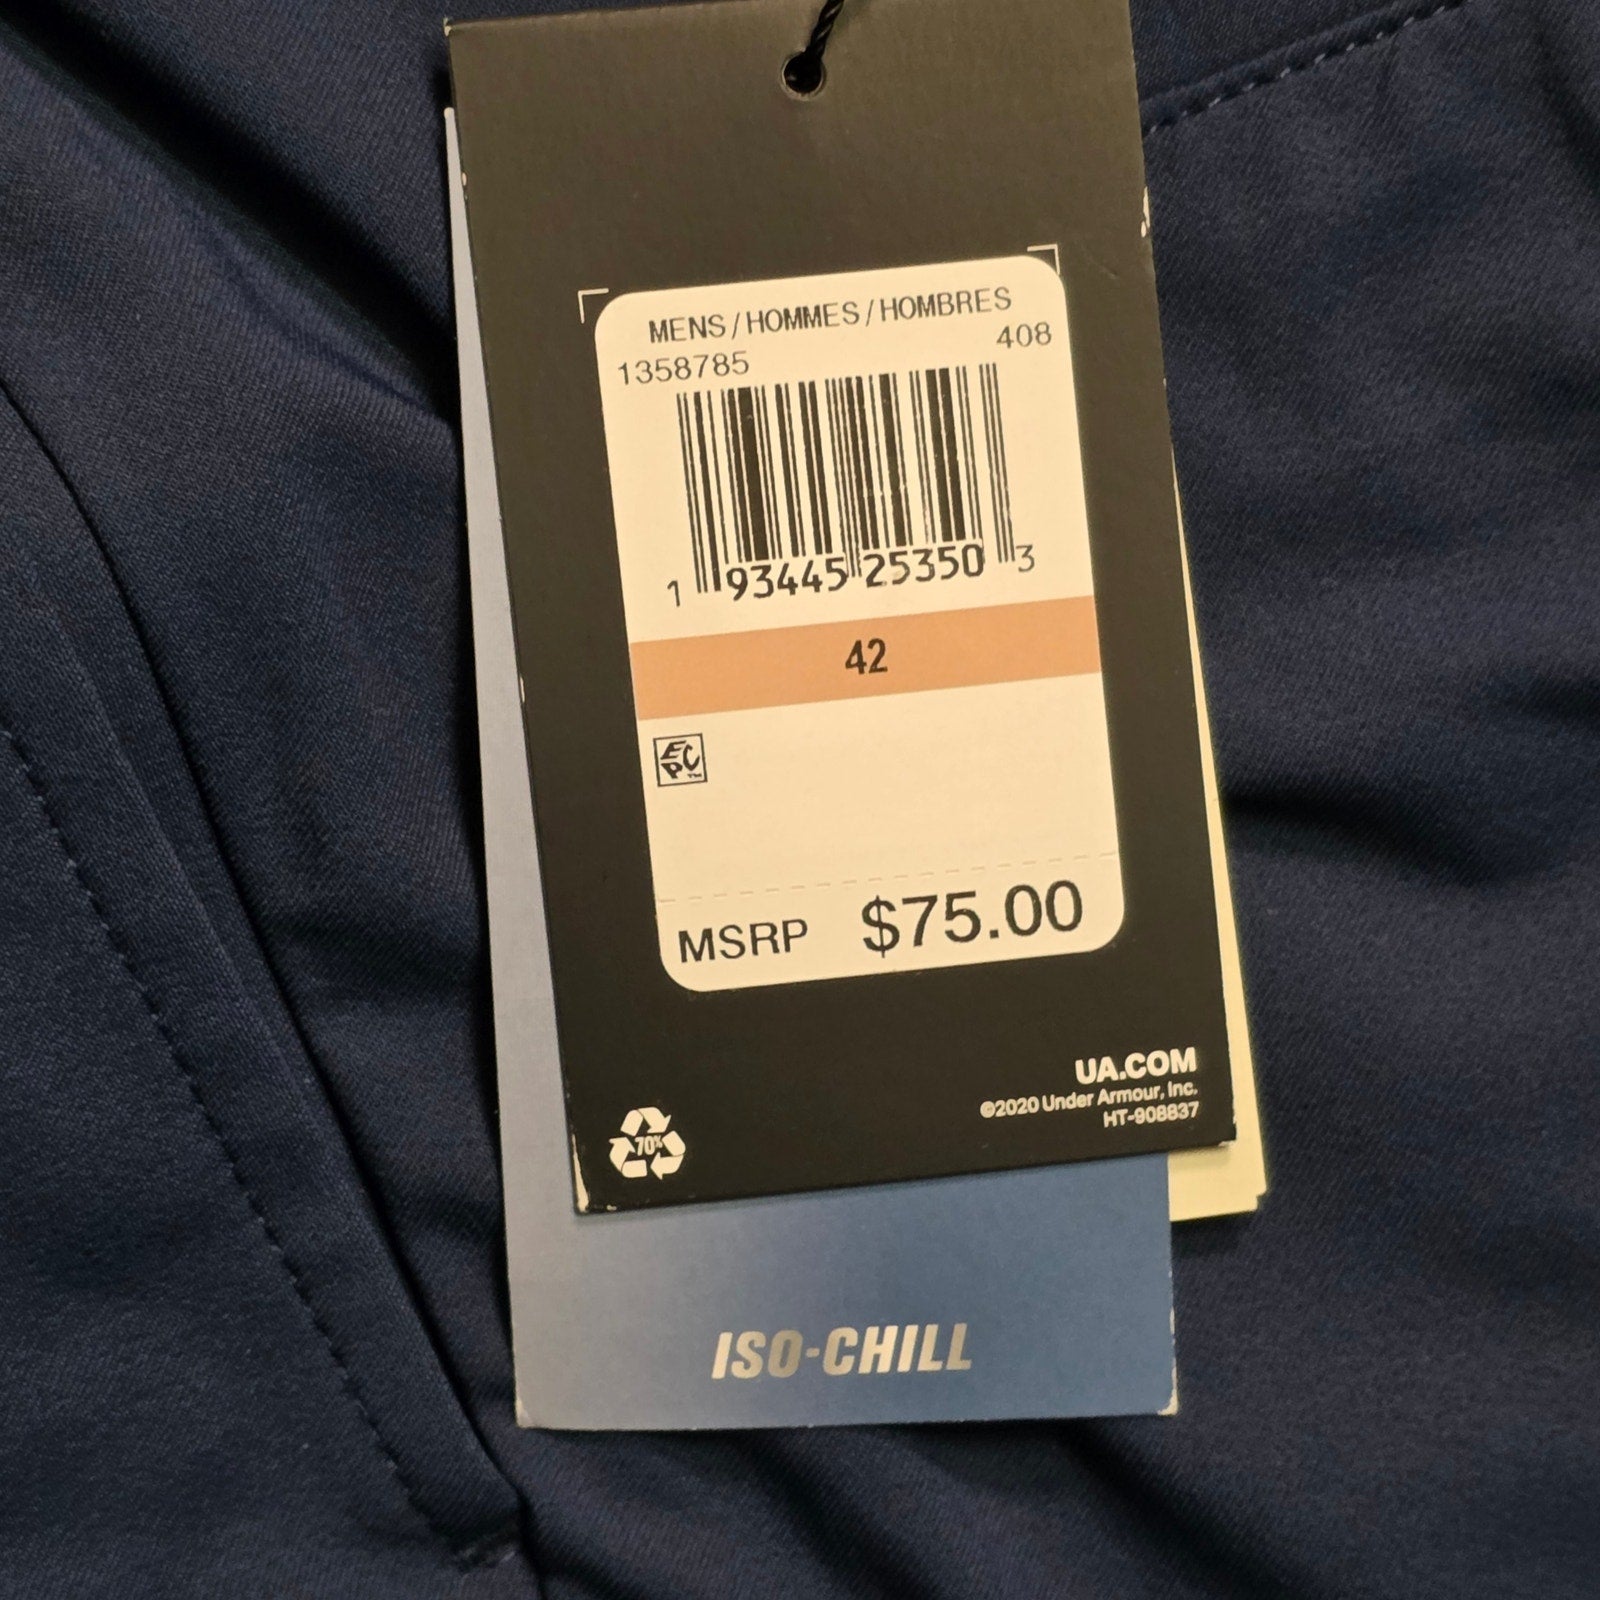 MENS/HOMMES/HOMBRES
1358785 408
1 93445 25350 3
42
EPC™
MSRP $75.00
UA.COM
©2020 Under Armour, Inc.
HT-908837
70%
ISO-CHILL